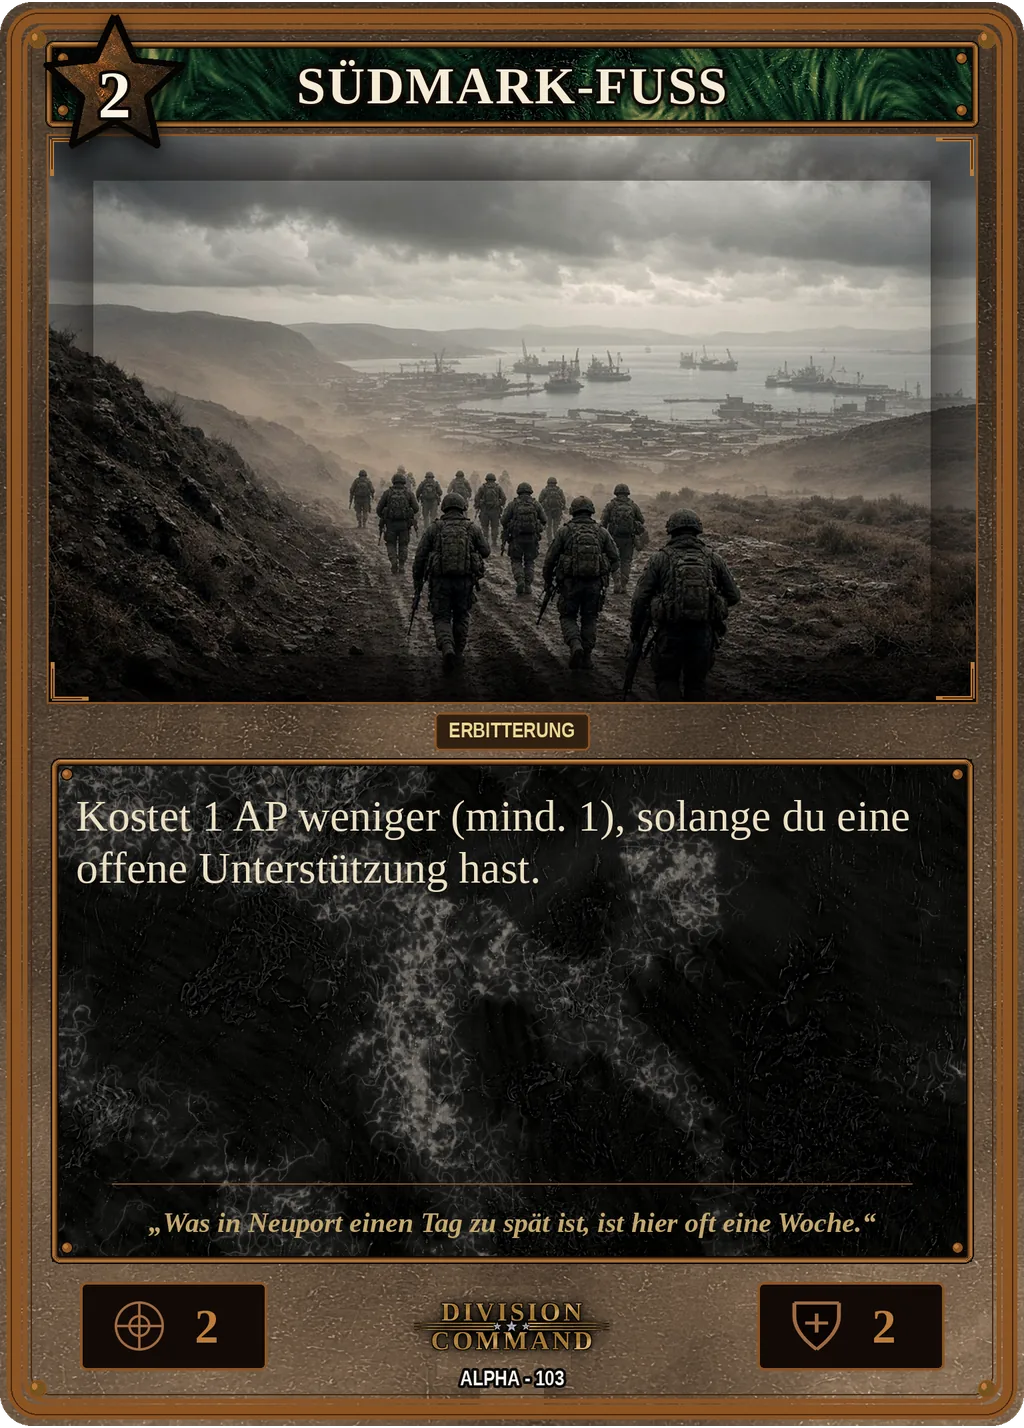 2
SÜDMARK-FUSS
ERBITTERUNG
Kostet 1 AP weniger (mind. 1), solange du eine
offene Unterstützung hast.
„Was in Neuport einen Tag zu spät ist, ist hier oft eine Woche.“
2
DIVISION
COMMAND
2
ALPHA - 103